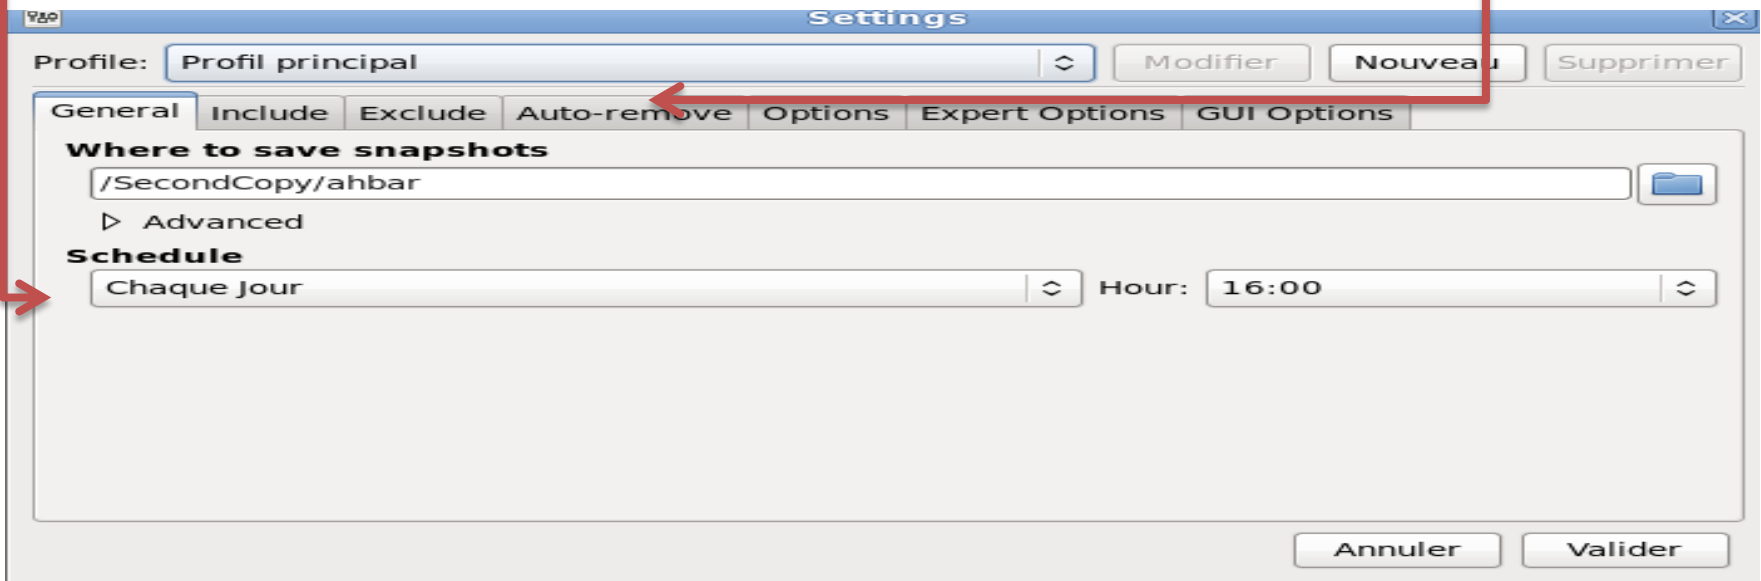 Settings
Profile: Profil principal Modifier Nouveau Supprimer
General Include Exclude Auto-remove Options Expert Options GUI Options
Where to save snapshots
/SecondCopy/ahbar
Advanced
Schedule
Chaque Jour Hour: 16:00
Annuler Valider